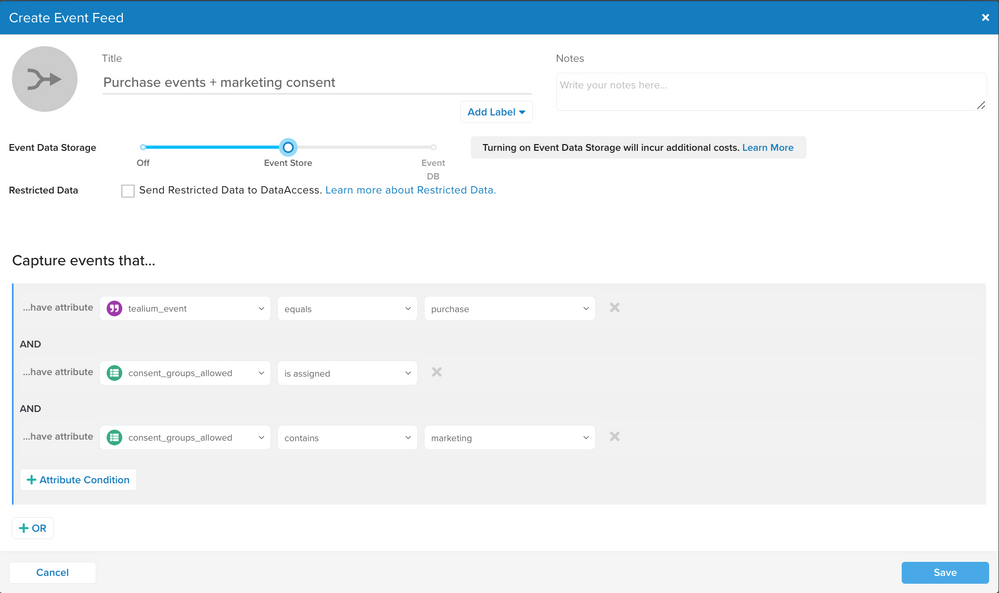 Create Event Feed ×
Title
Purchase events + marketing consent
Notes
Write your notes here...
Add Label
Event Data Storage
Off
Event Store
Event
DB
Turning on Event Data Storage will incur additional costs. Learn More
Restricted Data
Send Restricted Data to DataAccess. Learn more about Restricted Data.
Capture events that...
...have attribute tealium_event equals purchase
AND
...have attribute consent_groups_allowed is assigned
AND
...have attribute consent_groups_allowed contains marketing
+ Attribute Condition
+ OR
Cancel
Save